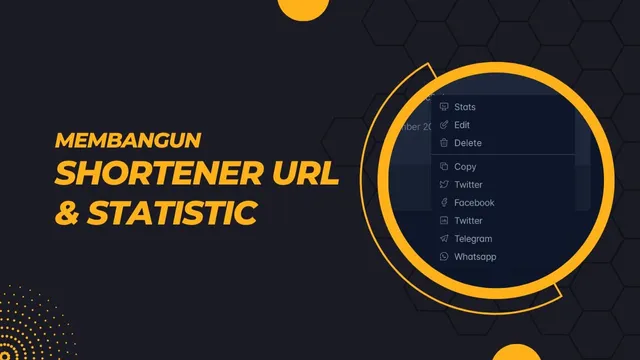 MEMBANGUN
SHORTENER URL
& STATISTIC
Stats
Edit
Delete
Copy
Twitter
Facebook
Twitter
Telegram
Whatsapp